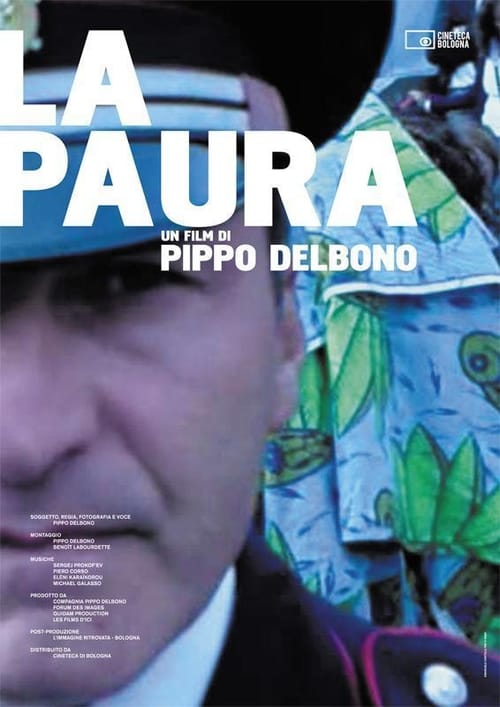 CINETECA
BOLOGNA
LA
PAURA
UN FILM DI
PIPPO DELBONO
SOGGETTO, REGIA, FOTOGRAFIA E VOCE
PIPPO DELBONO
MONTAGGIO
PIPPO DELBONO
BENOÎT LABOURDETTE
MUSICHE
SERGEJ PROKOF'EV
PIERO CORSO
ELENI KARAINDROU
MICHAEL GALASSO
PRODOTTO DA
COMPAGNIA PIPPO DELBONO
FORUM DES IMAGES
QUIDAM PRODUCTION
LES FILMS D'ICI
POST-PRODUZIONE
L'IMMAGINE RITROVATA - BOLOGNA
DISTRIBUITO DA
CINETECA DI BOLOGNA